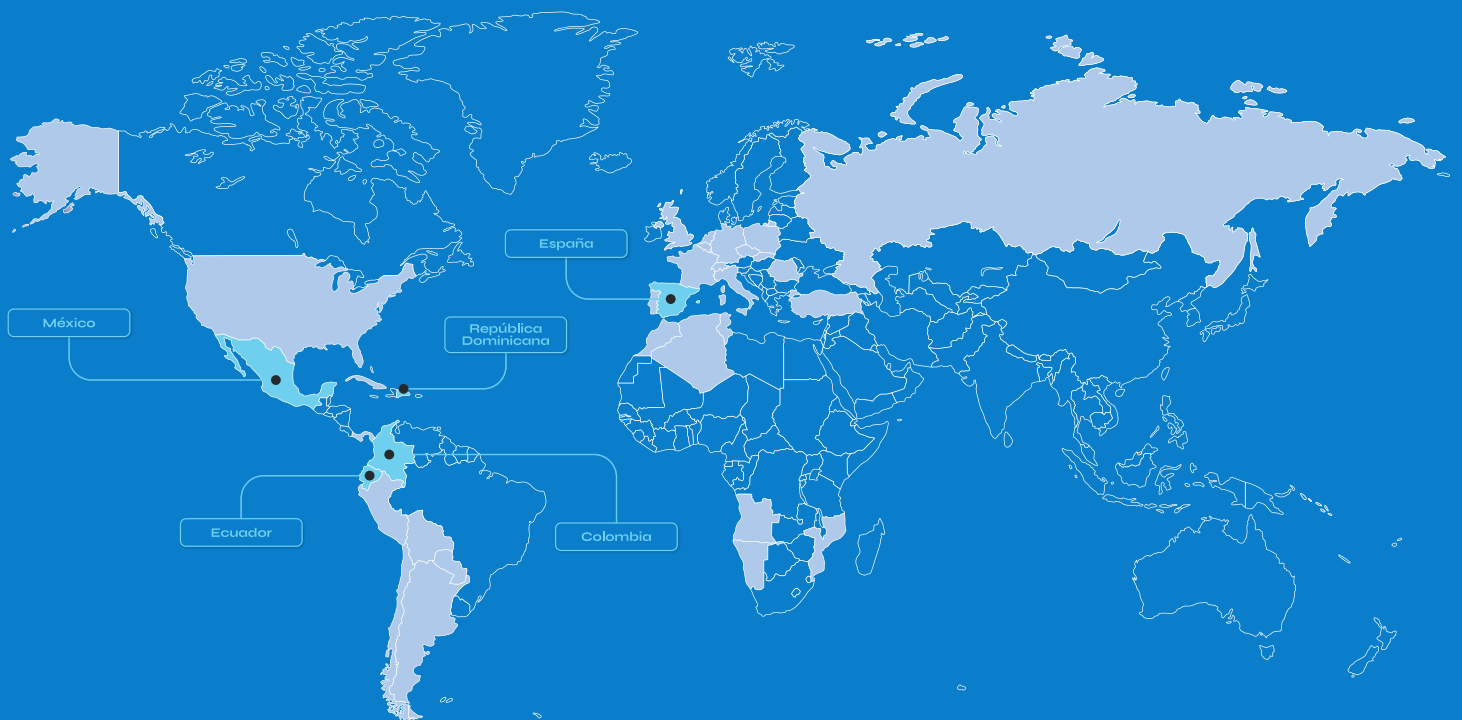 España
México
República
Dominicana
Ecuador
Colombia